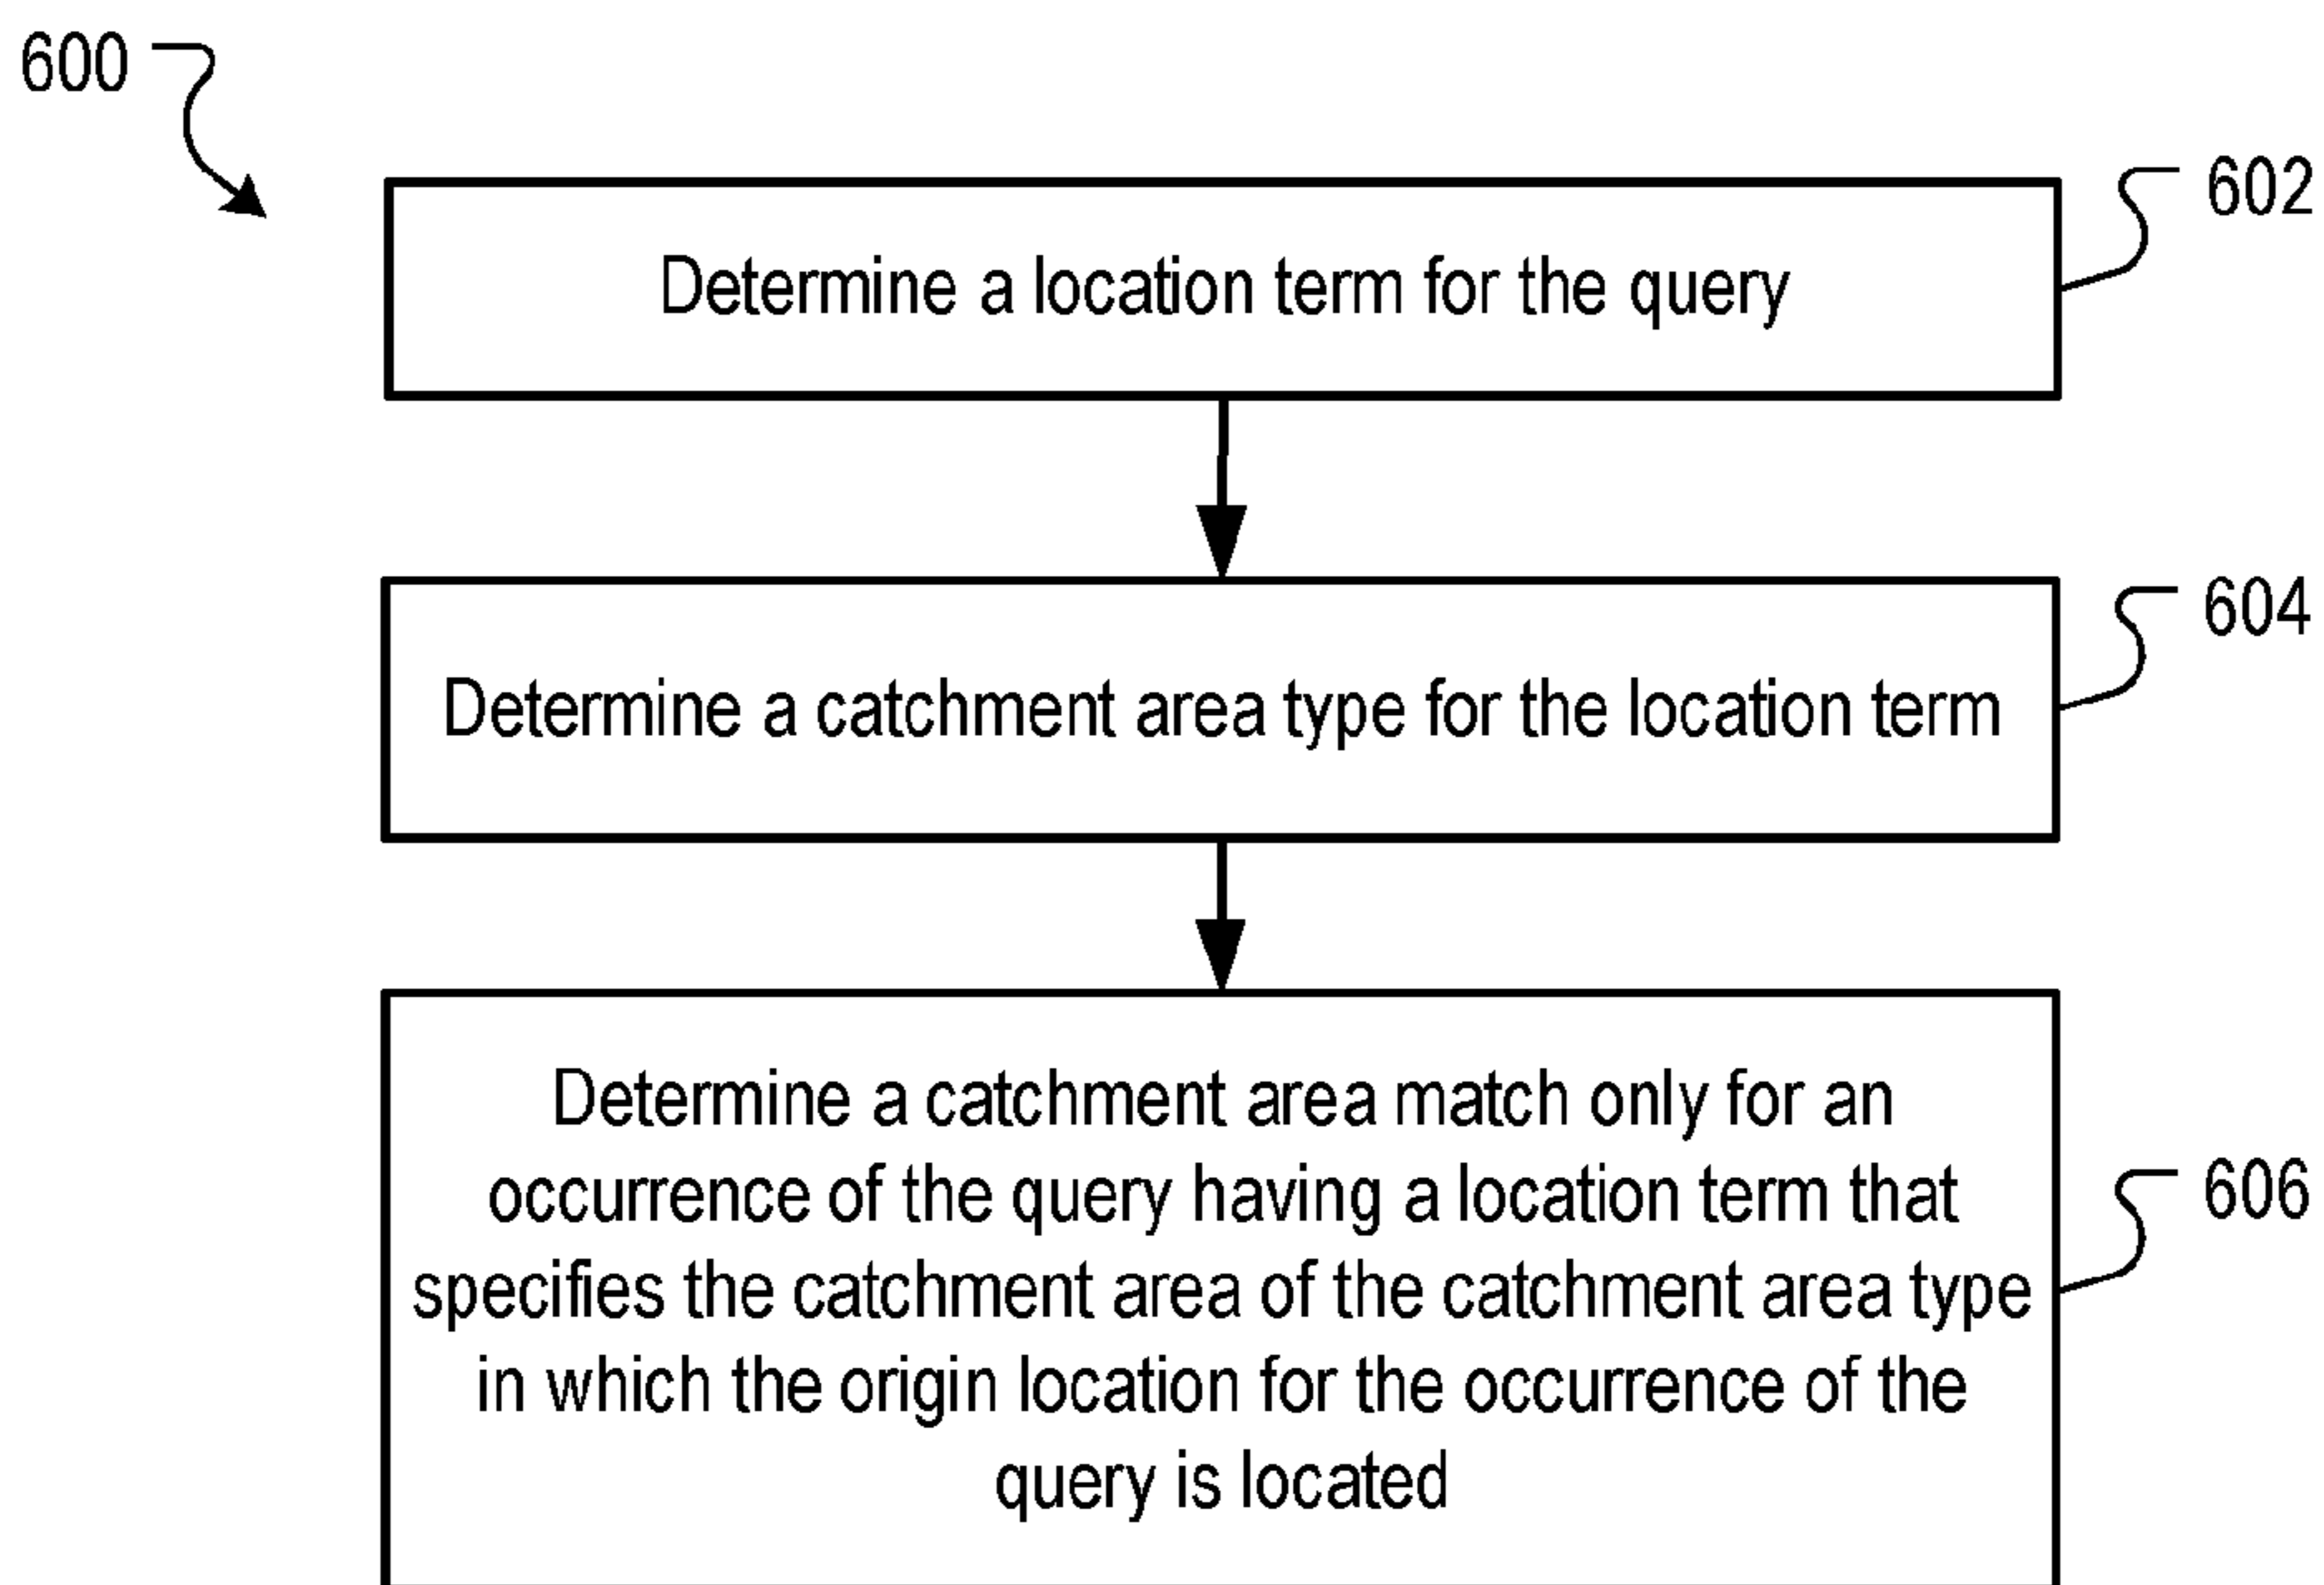 600
602
Determine a location term for the query
604
Determine a catchment area type for the location term
Determine a catchment area match only for an
occurrence of the query having a location term that
606
specifies the catchment area of the catchment area type
in which the origin location for the occurrence of the
query is located